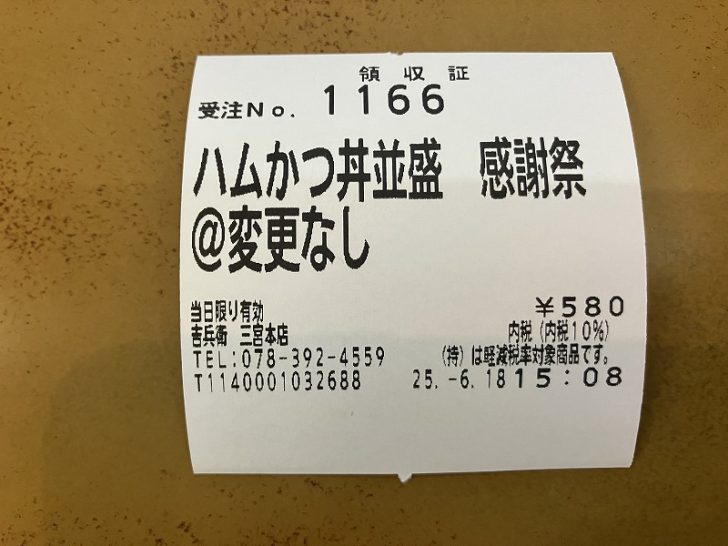 領収証
受注No. 1166
ハムかつ丼並盛 感謝祭
@変更なし
当日限り有効 ¥580
吉兵衛 三宮本店 内税(内税10%)
TEL:078-392-4559 (持)は軽減税率対象商品です。
T1140001032688 25.-6.18 15:08